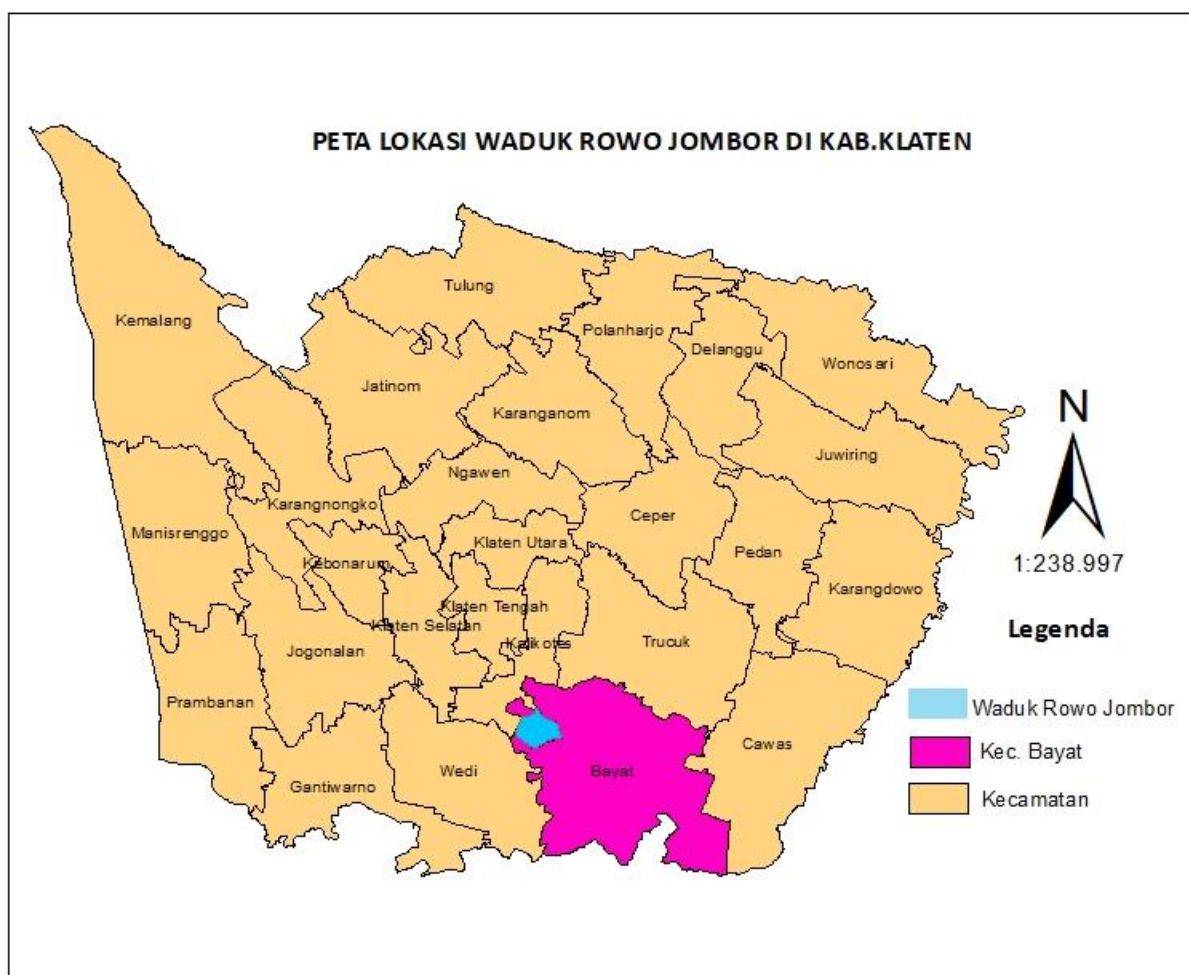 PETA LOKASI WADUK ROWO JOMBOR DI KAB.KLATEN
Kemalang
Tulung
Polanharjo
Delanggu
Wonosari
Jatinom
Karanganom
Juwiring
Ngawen
Karangnongko
Manisrenggo
Klaten Utara
Ceper
Pedan
Kebonarum
Karangdowo
Klaten Tengah
Klaten Selatan
Kalikotes
Trucuk
Jogonalan
Prambanan
Gantiwarno
Wedi
Bayat
Cawas
N
1:238.997
Legenda
Waduk Rowo Jombor
Kec. Bayat
Kecamatan